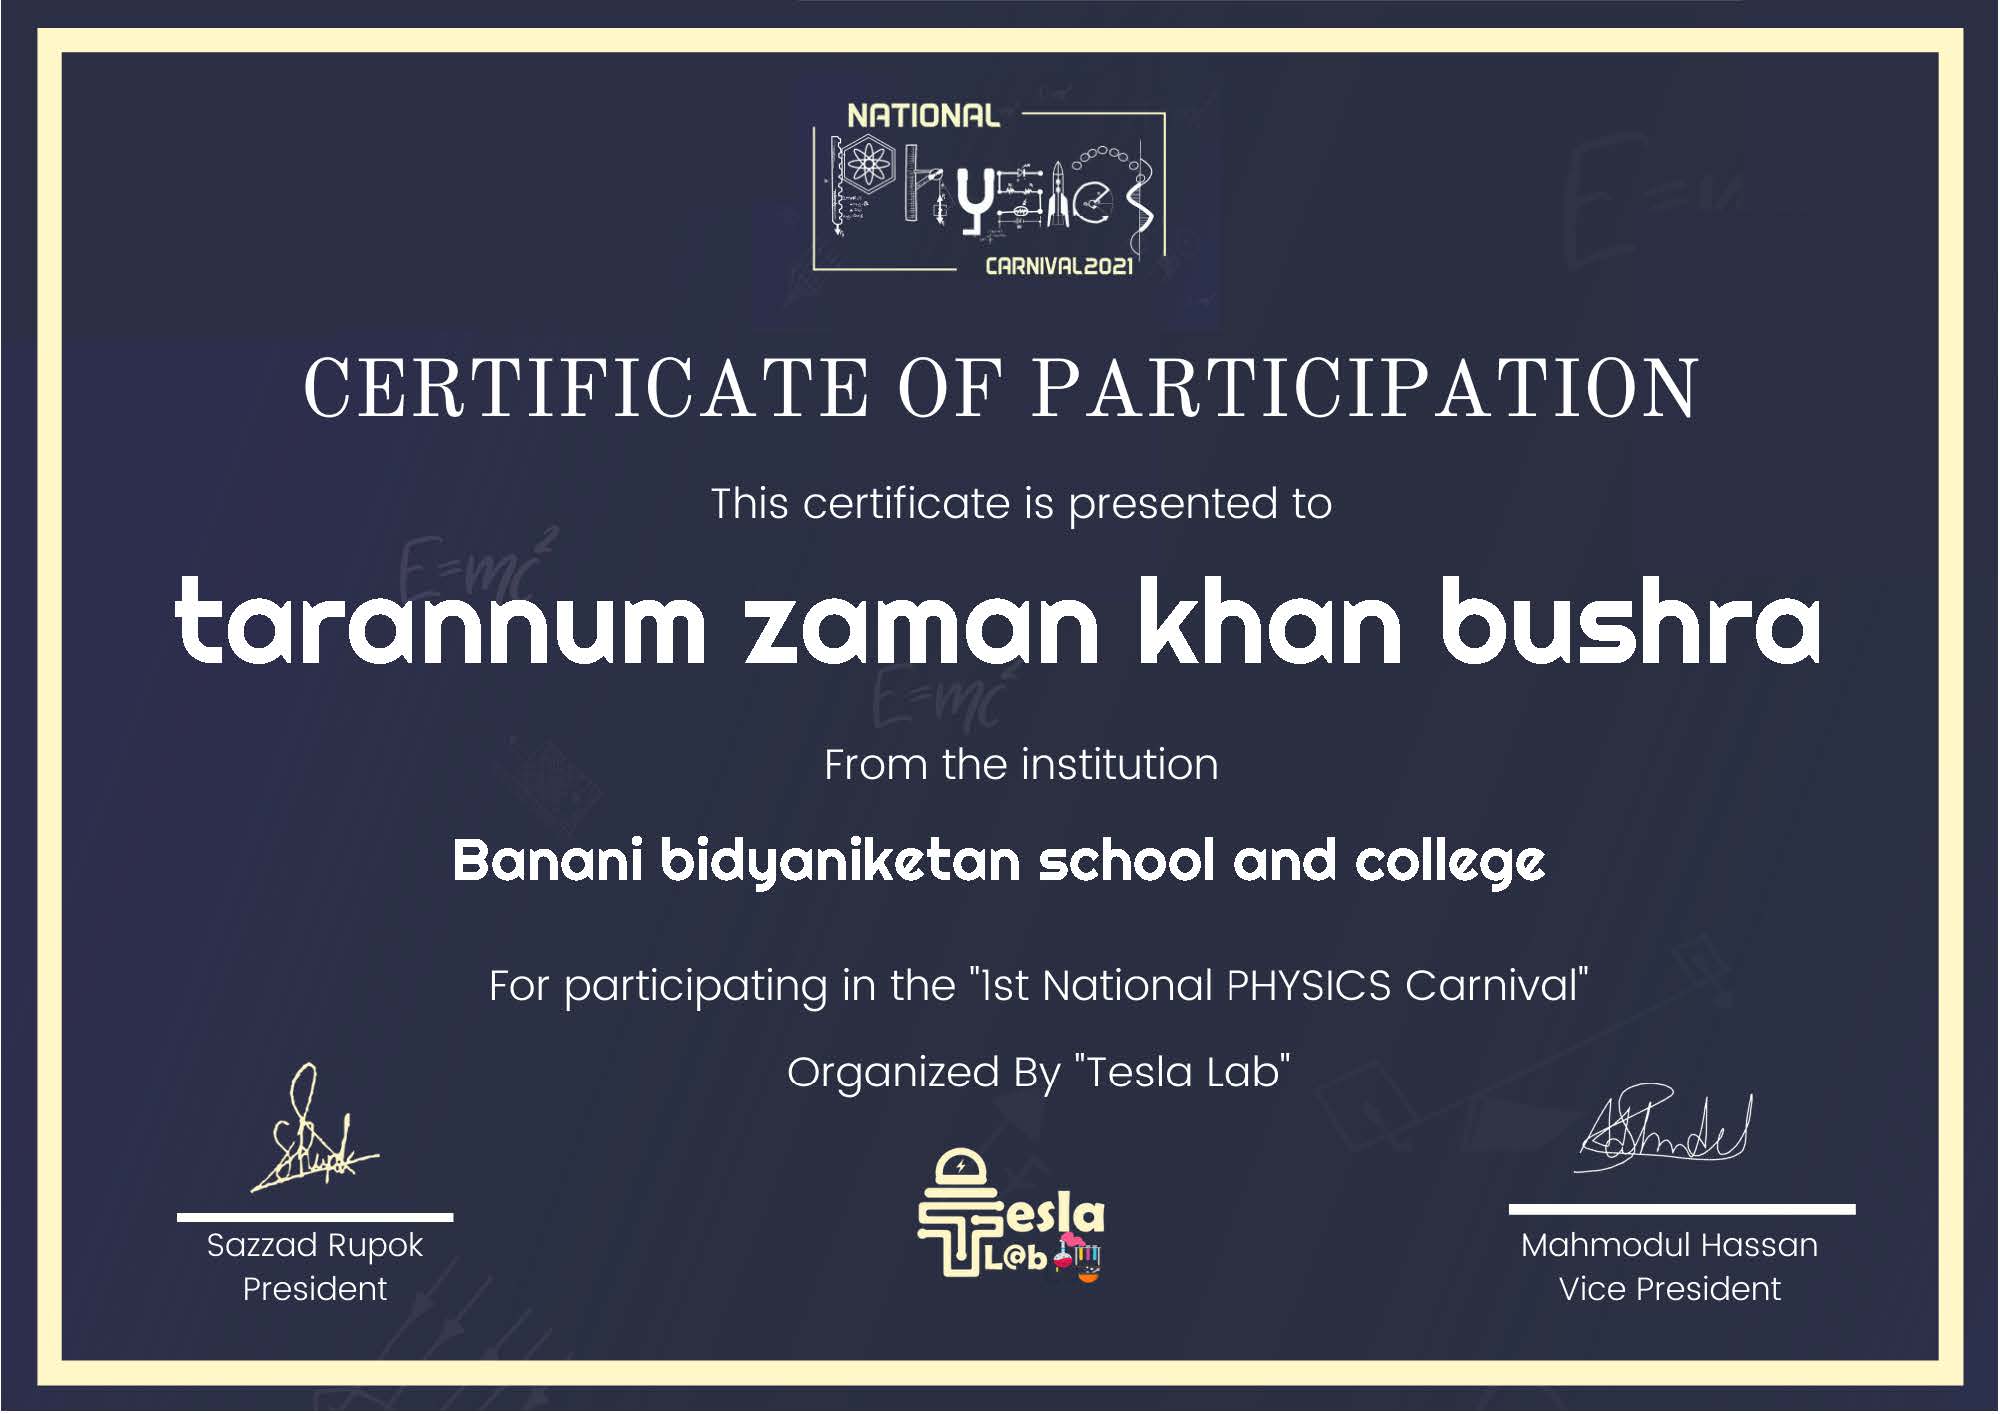 NATIONAL
Physics
CARNIVAL2021
CERTIFICATE OF PARTICIPATION
This certificate is presented to
E=mc²
tarannum zaman khan bushra
E=mc²
From the institution
Banani bidyaniketan school and college
For participating in the "1st National PHYSICS Carnival"
Organized By "Tesla Lab"
Tesla
L@b
Sazzad Rupok
President
Mahmodul Hassan
Vice President